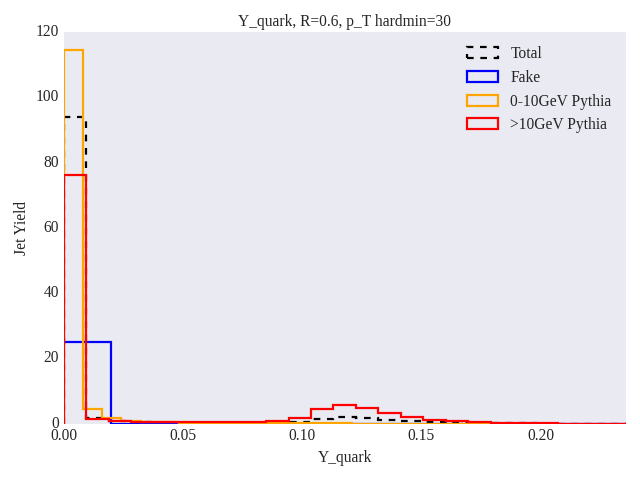 Y_quark, R=0.6, p_T hardmin=30
120
100
80
60
40
20
0
Jet Yield
Total
Fake
0-10GeV Pythia
>10GeV Pythia
0.00 0.05 0.10 0.15 0.20
Y_quark